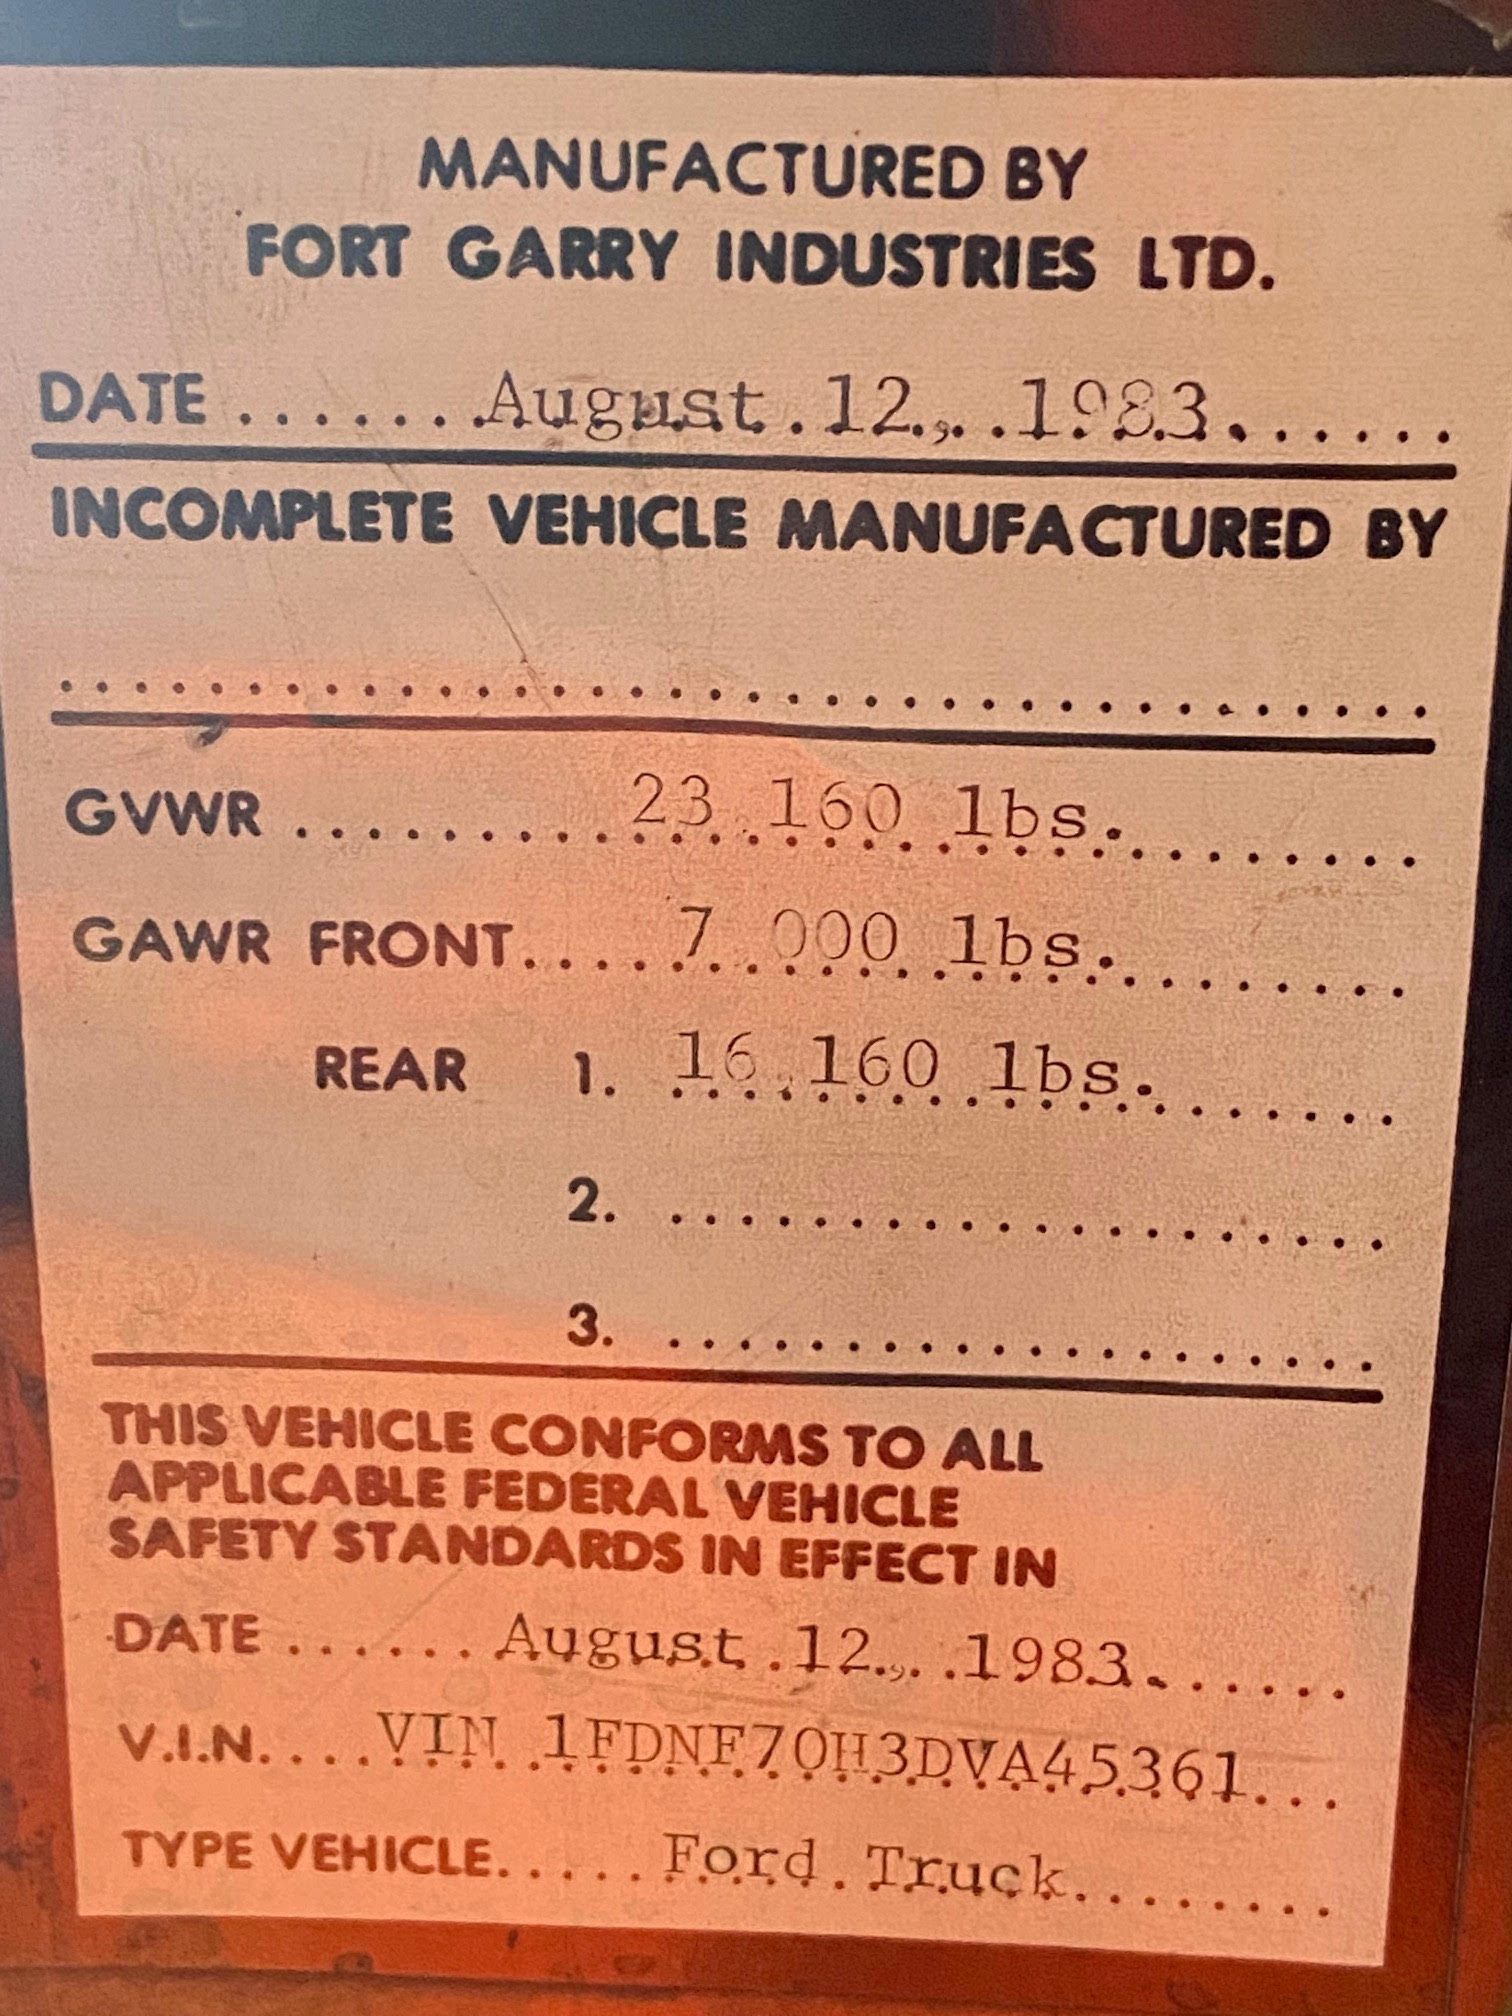 MANUFACTURED BY
FORT GARRY INDUSTRIES LTD.
DATE ....... August 12, 1983 ......
INCOMPLETE VEHICLE MANUFACTURED BY
.....................................
GVWR ......... 23,160 lbs. ........
GAWR FRONT .... 7 000 lbs. ........
REAR 1. 16,160 lbs. ......
2. ....................
3. ....................
THIS VEHICLE CONFORMS TO ALL
APPLICABLE FEDERAL VEHICLE
SAFETY STANDARDS IN EFFECT IN
DATE ...... August 12, 1983 ......
V.I.N. .... VIN 1FDNF70H3DVA45361 ...
TYPE VEHICLE ..... Ford Truck ........